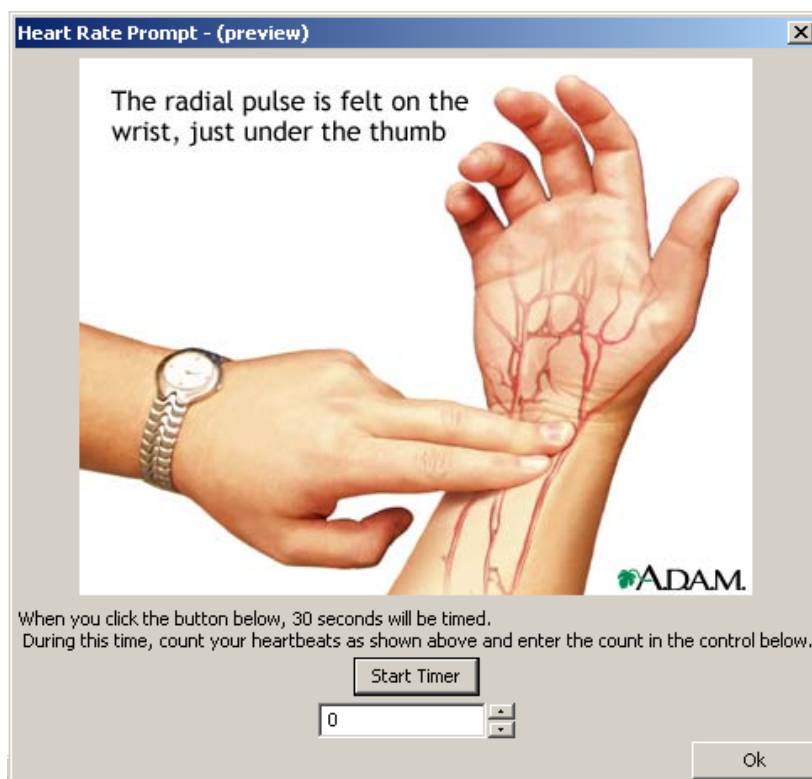 Heart Rate Prompt - (preview)
The radial pulse is felt on the
wrist, just under the thumb
A.D.A.M.
When you click the button below, 30 seconds will be timed.
During this time, count your heartbeats as shown above and enter the count in the control below.
Start Timer
0
Ok